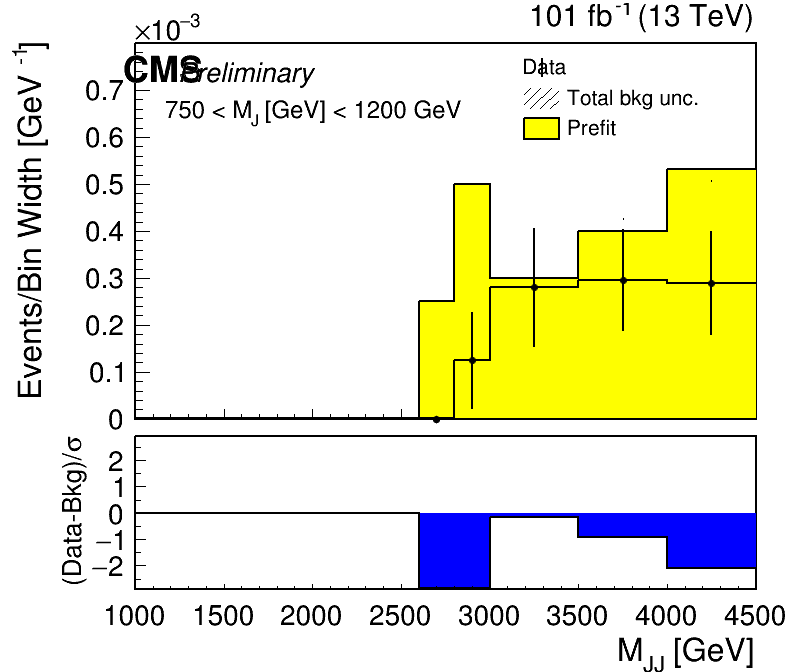 ×10⁻³
101 fb⁻¹ (13 TeV)
CMS Preliminary
Data
750 < M_J [GeV] < 1200 GeV
Total bkg unc.
Prefit
Events/Bin Width [GeV⁻¹]
0.7
0.6
0.5
0.4
0.3
0.2
0.1
0
(Data-Bkg)/σ
2
1
0
−1
−2
1000 1500 2000 2500 3000 3500 4000 4500
M_JJ [GeV]